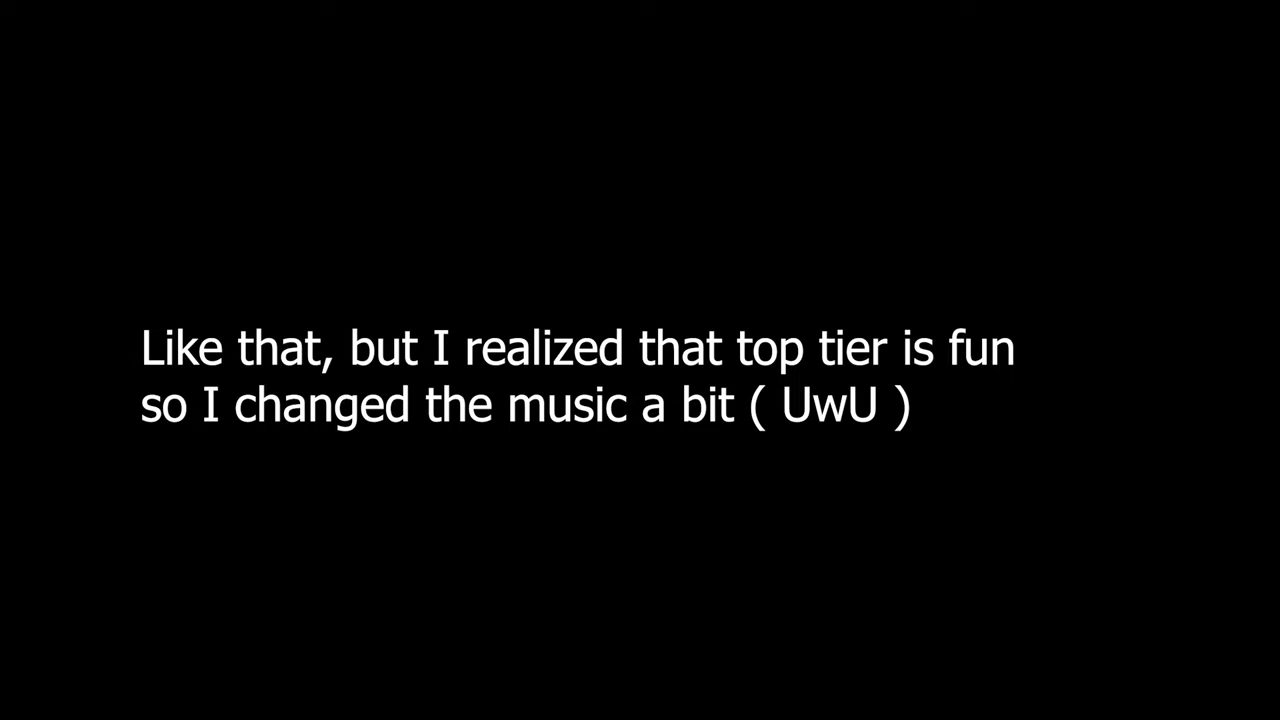 Like that, but I realized that top tier is fun
so I changed the music a bit ( UwU )